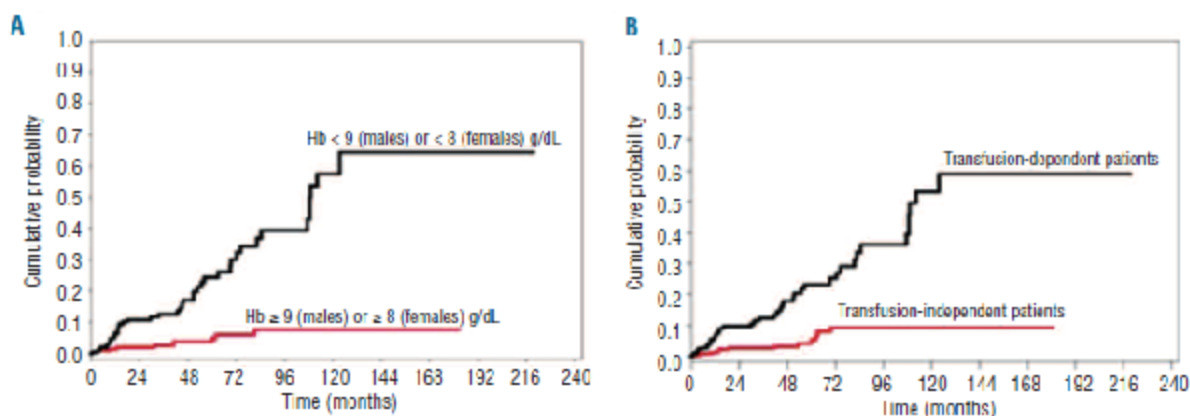 A
1.0
0.9
0.8
0.7
0.6
0.5
0.4
0.3
0.2
0.1
0.0
Cumulative probability
Hb < 9 (males) or < 8 (females) g/dL
Hb ≥ 9 (males) or ≥ 8 (females) g/dL
0 24 48 72 96 120 144 168 192 216 240
Time (months)
B
1.0
0.9
0.8
0.7
0.6
0.5
0.4
0.3
0.2
0.1
0.0
Cumulative probability
Transfusion-dependent patients
Transfusion-independent patients
0 24 48 72 96 120 144 168 192 216 240
Time (months)